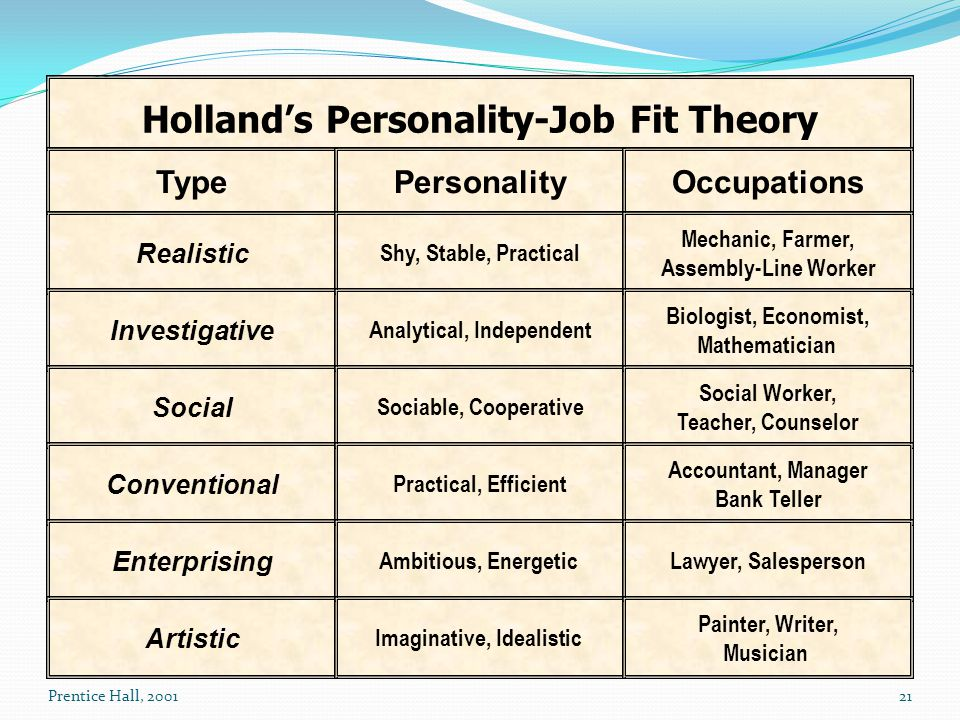 Holland’s Personality-Job Fit Theory
Type Personality Occupations
Realistic Shy, Stable, Practical Mechanic, Farmer,
Assembly-Line Worker
Investigative Analytical, Independent Biologist, Economist,
Mathematician
Social Sociable, Cooperative Social Worker,
Teacher, Counselor
Conventional Practical, Efficient Accountant, Manager
Bank Teller
Enterprising Ambitious, Energetic Lawyer, Salesperson
Artistic Imaginative, Idealistic Painter, Writer,
Musician
Prentice Hall, 2001 21